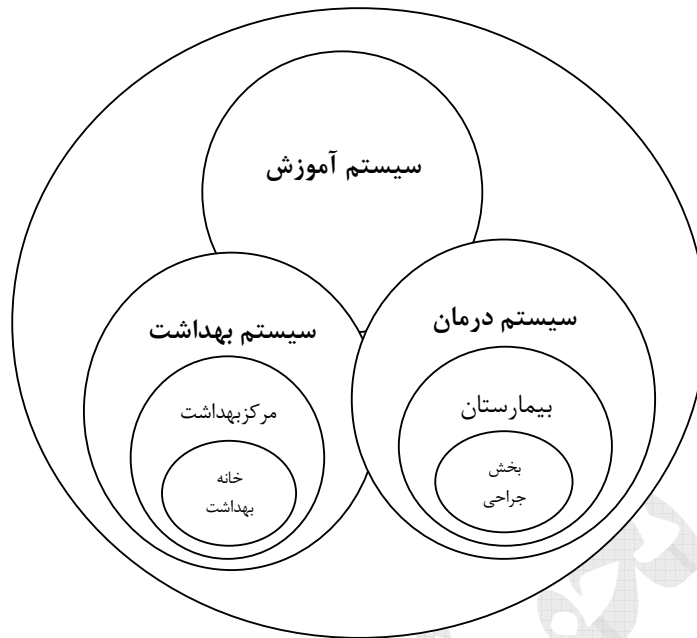 سیستم آموزش
سیستم درمان
سیستم بهداشت
بیمارستان
مرکزبهداشت
بخش
جراحی
خانه
بهداشت